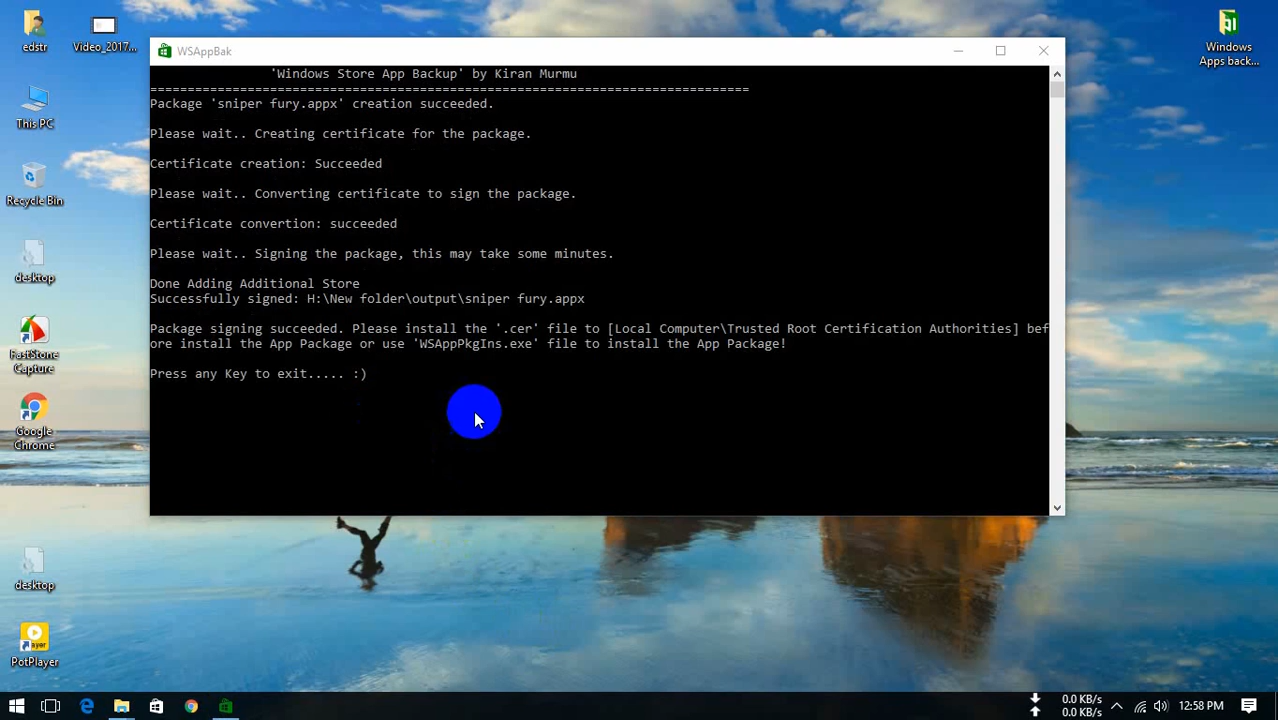 edstr
Video_2017...
Windows
Apps back...
This PC
Recycle Bin
desktop
FastStone
Capture
Google
Chrome
desktop
PotPlayer
WSAppBak
'Windows Store App Backup' by Kiran Murmu
================================================================================
Package 'sniper fury.appx' creation succeeded.
Please wait.. Creating certificate for the package.
Certificate creation: Succeeded
Please wait.. Converting certificate to sign the package.
Certificate convertion: succeeded
Please wait.. Signing the package, this may take some minutes.
Done Adding Additional Store
Successfully signed: H:\New folder\output\sniper fury.appx
Package signing succeeded. Please install the '.cer' file to [Local Computer\Trusted Root Certification Authorities] bef
ore install the App Package or use 'WSAppPkgIns.exe' file to install the App Package!
Press any Key to exit..... :)
0.0 KB/s
0.0 KB/s
12:58 PM